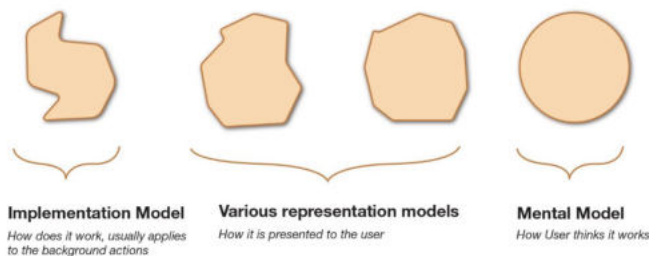 Implementation Model
How does it work, usually applies
to the background actions
Various representation models
How it is presented to the user
Mental Model
How User thinks it works